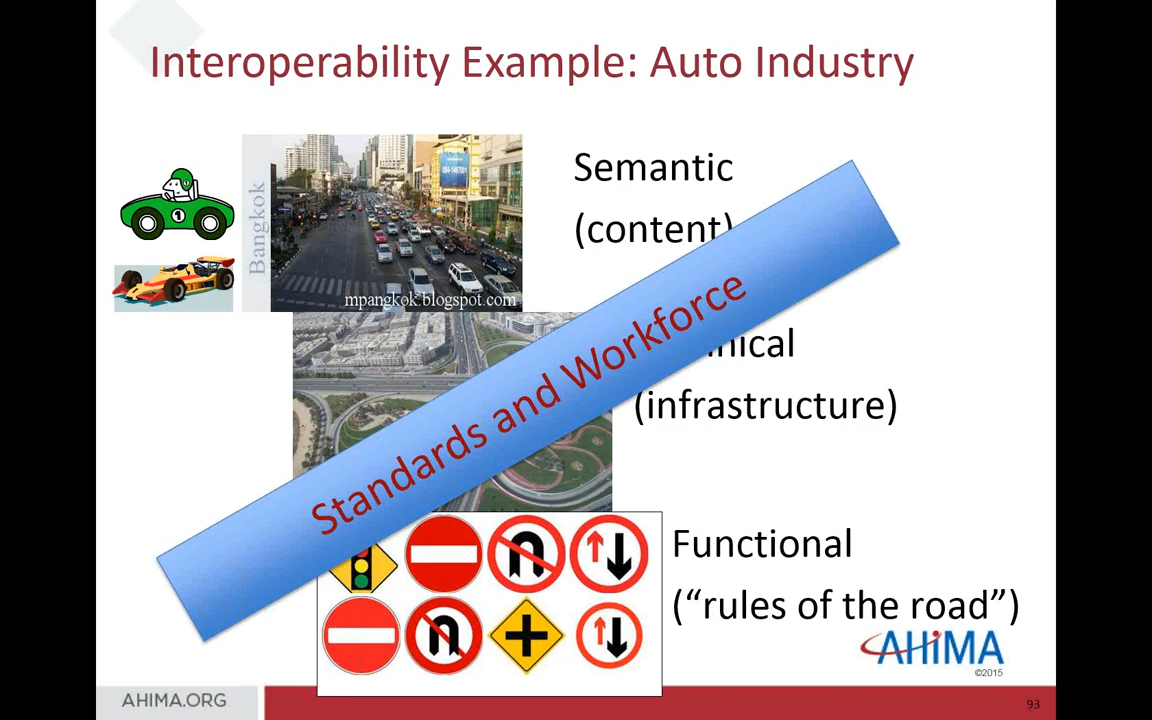 Interoperability Example: Auto Industry
1
Bangkok
mpangkok.blogspot.com
Semantic
(content)
Standards and Workforce
(infrastructure)
Functional
(“rules of the road”)
AHIMA
©2015
AHIMA.ORG
93